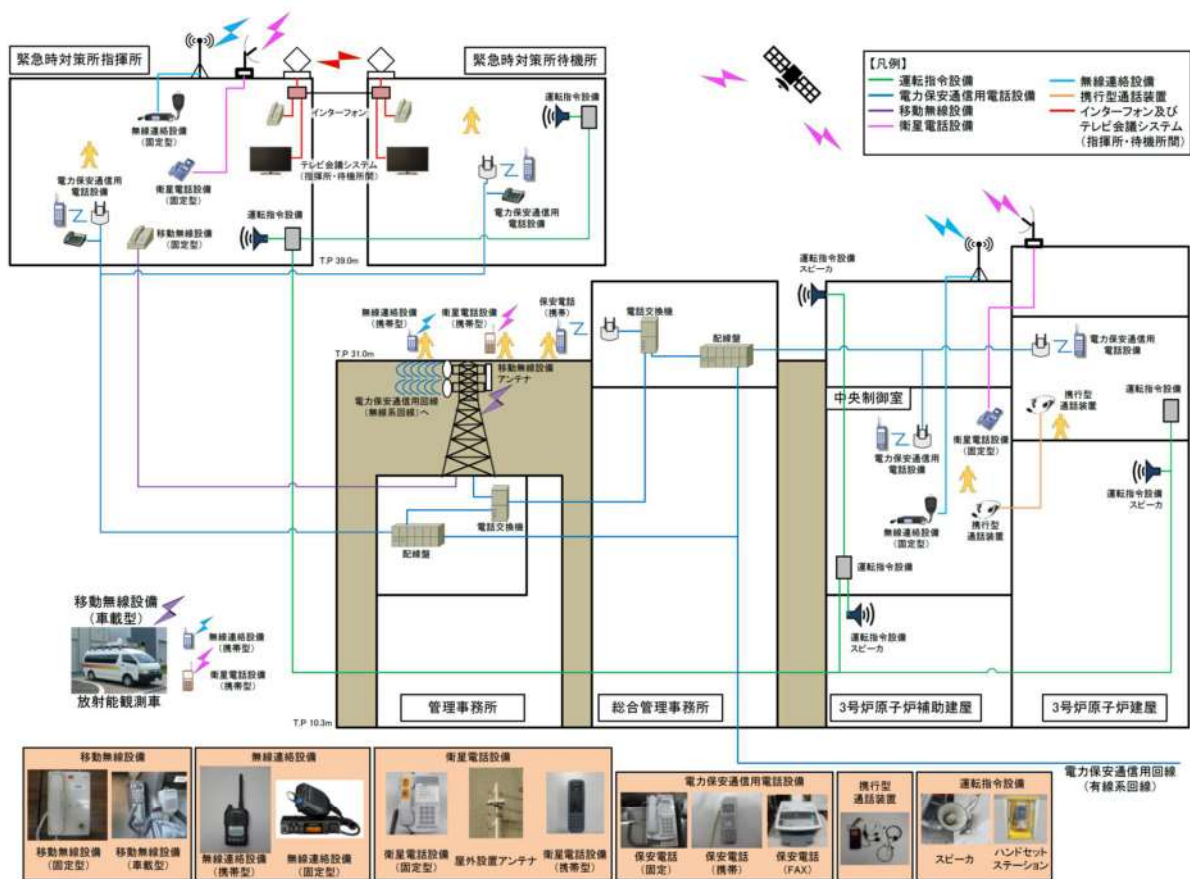 緊急時対策所指揮所
緊急時対策所待機所
【凡例】
運転指令設備
電力保安通信用電話設備
移動無線設備
衛星電話設備
無線連絡設備
携行型通話装置
インターフォン及び
テレビ会議システム
(指揮所・待機所間)
インターフォン
運転指令設備
無線連絡設備
(固定型)
衛星電話設備
(固定型)
テレビ会議システム
(指揮所・待機所間)
電力保安通信用
電話設備
運転指令設備
移動無線設備
(固定型)
電力保安通信用
電話設備
T.P 39.0m
無線連絡設備
(携帯型)
衛星電話設備
(携帯型)
保安電話
(携帯)
T.P 31.0m
移動無線設備
アンテナ
電力保安通信用回線
(無線系回線)へ
電話交換機
配線盤
運転指令設備
スピーカ
中央制御室
電力保安通信用
電話設備
電力保安通信用
電話設備
衛星電話設備
(固定型)
携行型
通話装置
運転指令設備
運転指令設備
スピーカ
無線連絡設備
(固定型)
携行型
通話装置
運転指令設備
運転指令設備
スピーカ
電話交換機
配線盤
移動無線設備
(車載型)
無線連絡設備
(携帯型)
衛星電話設備
(携帯型)
放射能観測車
T.P 10.3m
管理事務所
総合管理事務所
3号炉原子炉補助建屋
3号炉原子炉建屋
電力保安通信用回線
(有線系回線)
移動無線設備
移動無線設備
(固定型)
移動無線設備
(車載型)
無線連絡設備
無線連絡設備
(携帯型)
無線連絡設備
(固定型)
衛星電話設備
衛星電話設備
(固定型)
屋外設置アンテナ
衛星電話設備
(携帯型)
電力保安通信用電話設備
保安電話
(固定)
保安電話
(携帯)
保安電話
(FAX)
携行型
通話装置
運転指令設備
スピーカ
ハンドセット
ステーション